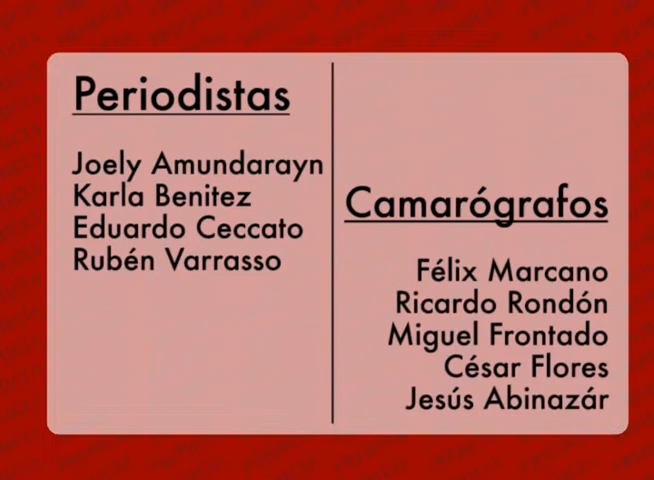 Periodistas
Joely Amundarayn
Karla Benitez
Eduardo Ceccato
Rubén Varrasso
Camarógrafos
Félix Marcano
Ricardo Rondón
Miguel Frontado
César Flores
Jesús Abinazár